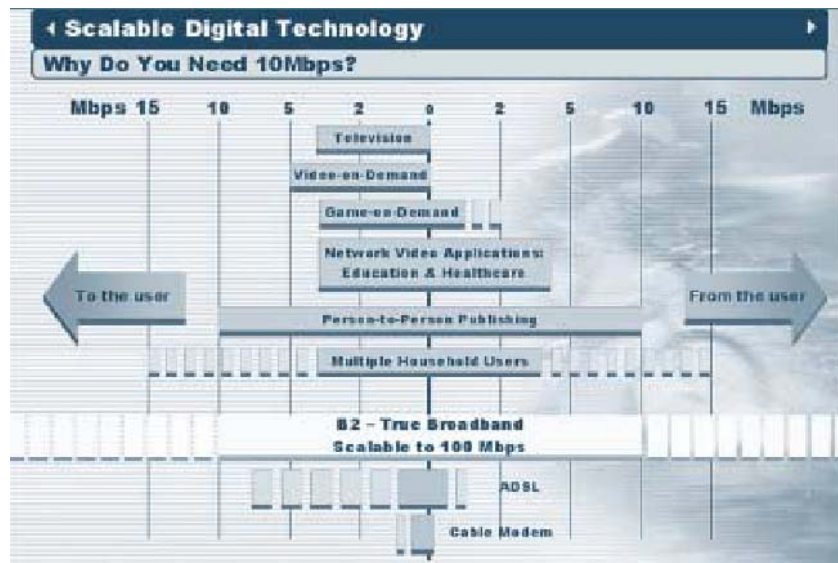 Scalable Digital Technology
Why Do You Need 10Mbps?
Mbps 15 10 5 2 0 2 5 10 15 Mbps
Television
Video-on-Demand
Game-on-Demand
Network Video Applications:
Education & Healthcare
To the user
From the user
Person-to-Person Publishing
Multiple Household Users
B2 – True Broadband
Scalable to 100 Mbps
ADSL
Cable Modem